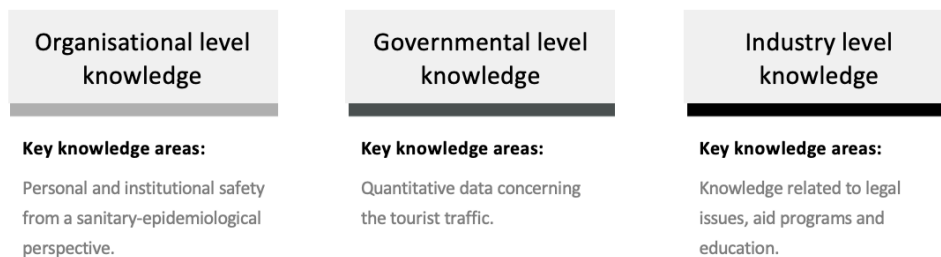 Organisational level
knowledge
Key knowledge areas:
Personal and institutional safety
from a sanitary-epidemiological
perspective.
Governmental level
knowledge
Key knowledge areas:
Quantitative data concerning
the tourist traffic.
Industry level
knowledge
Key knowledge areas:
Knowledge related to legal
issues, aid programs and
education.